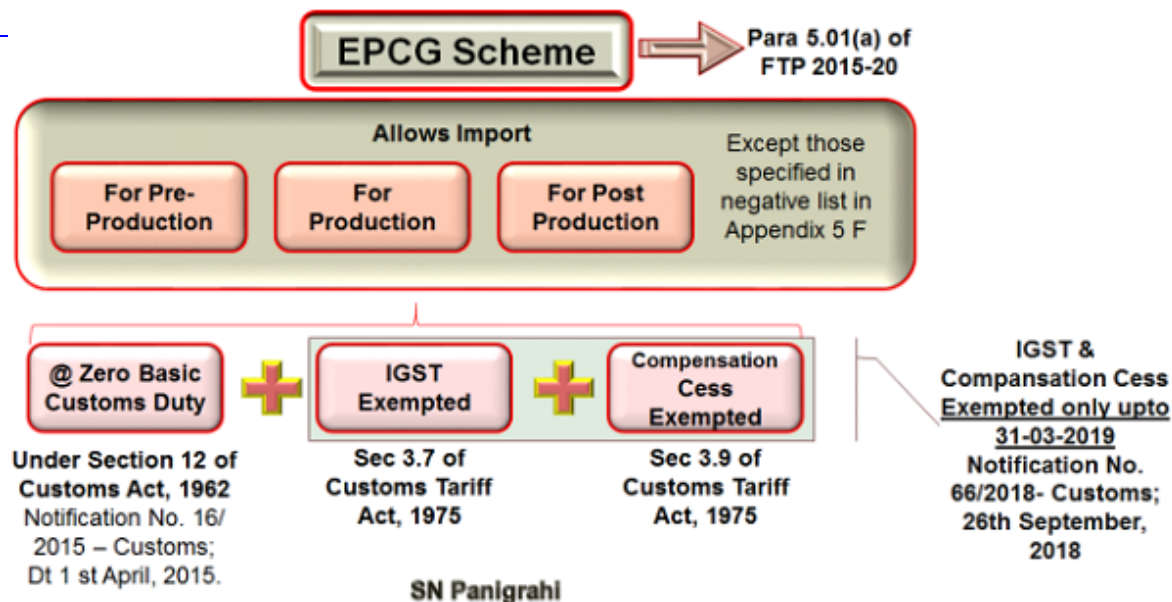 EPCG Scheme
Para 5.01(a) of
FTP 2015-20
Allows Import
For Pre-
Production
For
Production
For Post
Production
Except those
specified in
negative list in
Appendix 5 F
@ Zero Basic
Customs Duty
IGST
Exempted
Compensation
Cess
Exempted
Under Section 12 of
Customs Act, 1962
Notification No. 16/
2015 – Customs;
Dt 1 st April, 2015.
Sec 3.7 of
Customs Tariff
Act, 1975
Sec 3.9 of
Customs Tariff
Act, 1975
IGST &
Compansation Cess
Exempted only upto
31-03-2019
Notification No.
66/2018- Customs;
26th September,
2018
SN Panigrahi